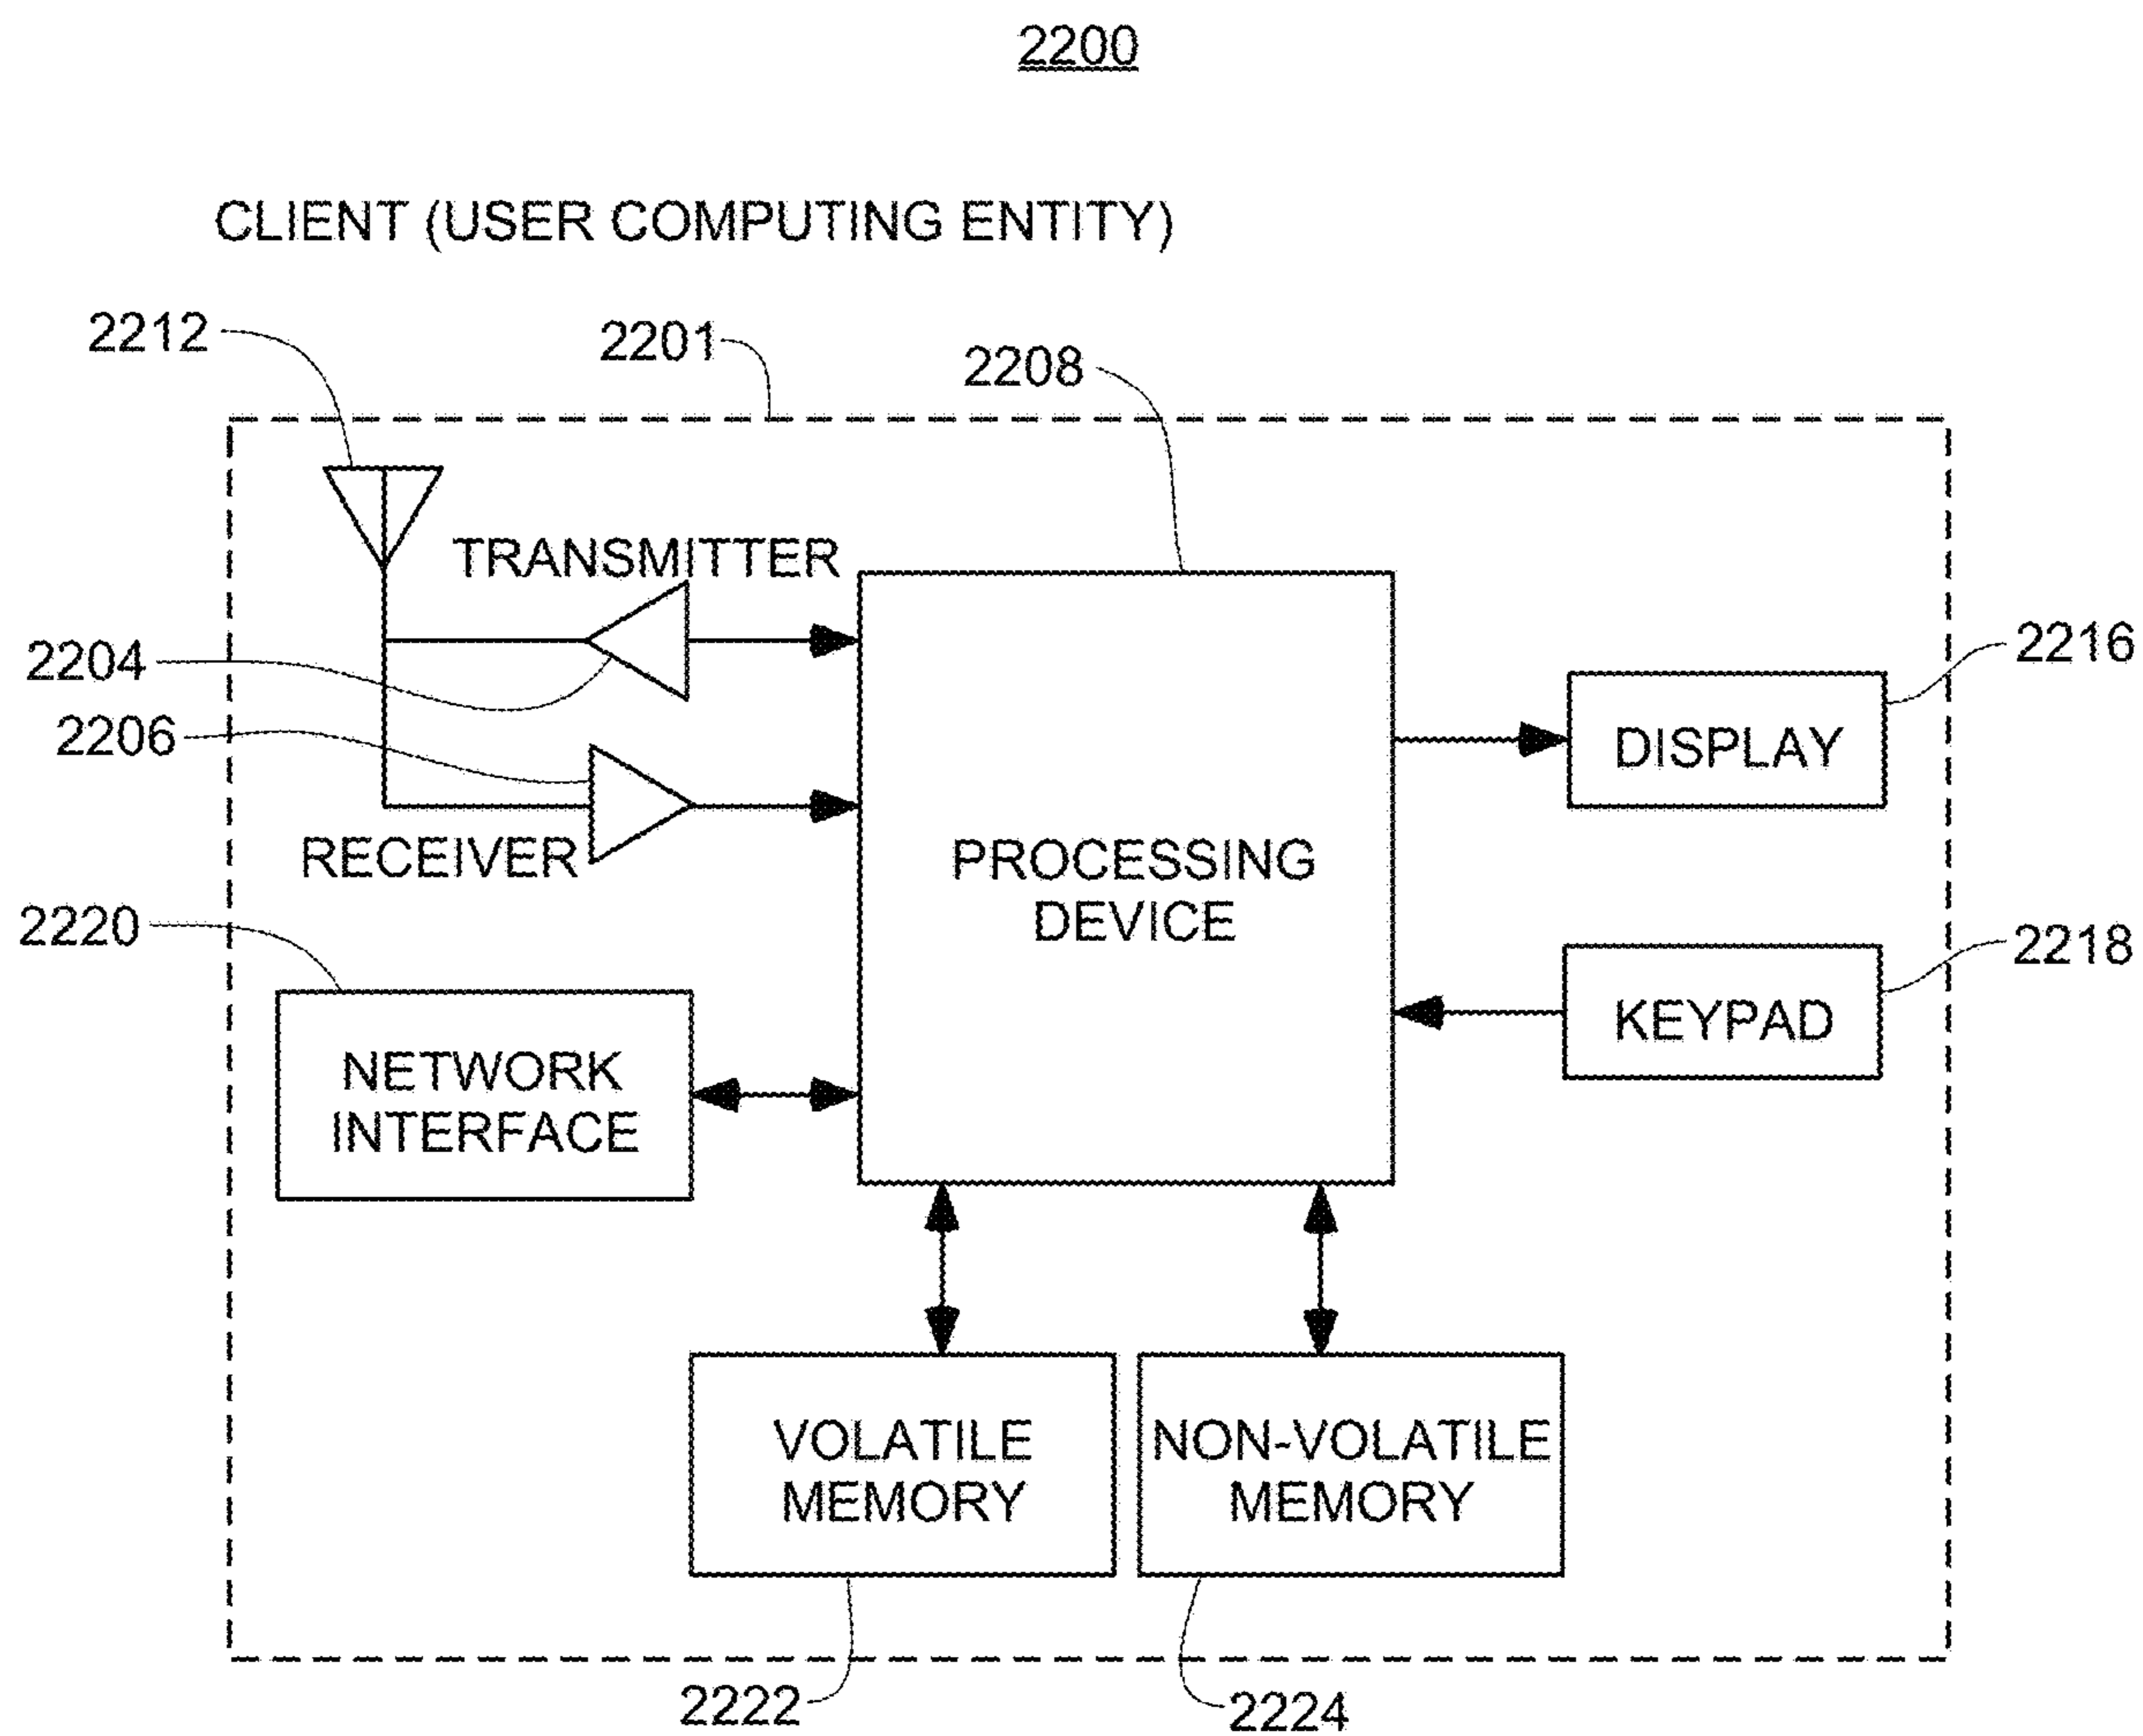 2200
CLIENT (USER COMPUTING ENTITY)
2212
2201
2208
TRANSMITTER
2204
2216
2206
DISPLAY
RECEIVER
PROCESSING
DEVICE
2220
2218
KEYPAD
NETWORK
INTERFACE
VOLATILE
MEMORY
NON-VOLATILE
MEMORY
2222
2224